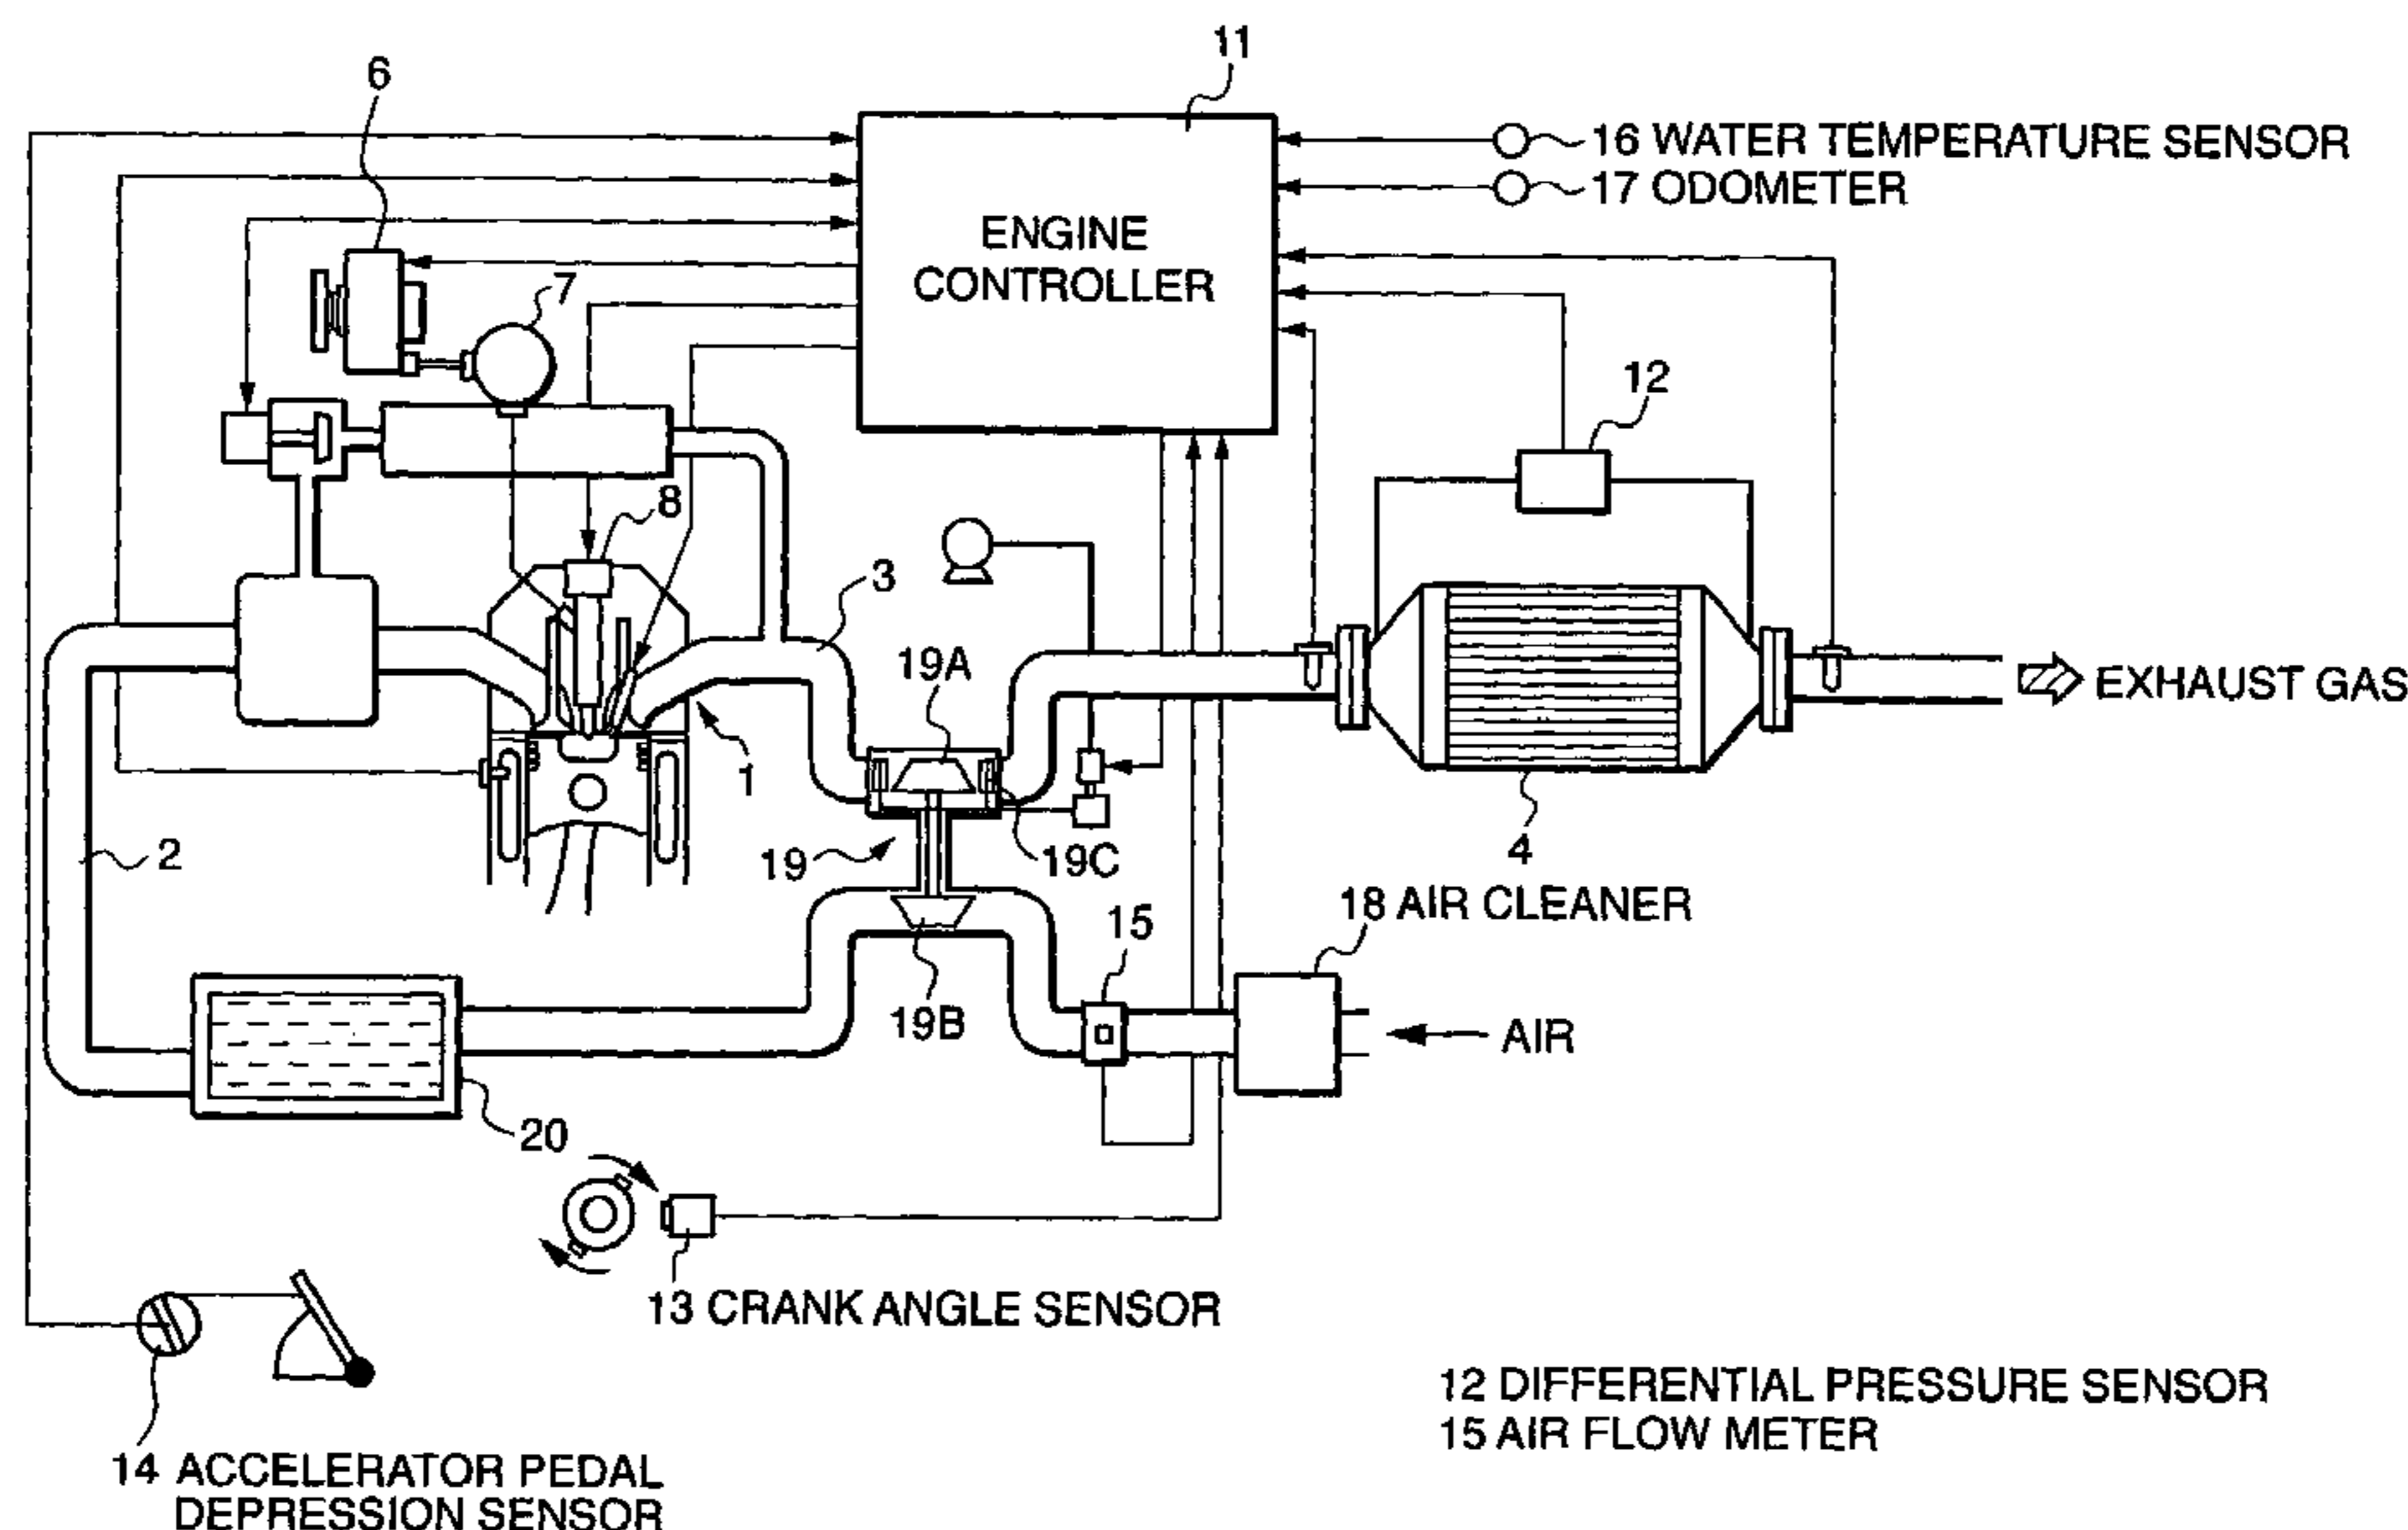 11
6
16 WATER TEMPERATURE SENSOR
17 ODOMETER
ENGINE
CONTROLLER
7
12
8
3
19A
EXHAUST GAS
1
2
19
19C
4
18 AIR CLEANER
15
19B
AIR
20
13 CRANK ANGLE SENSOR
12 DIFFERENTIAL PRESSURE SENSOR
15 AIR FLOW METER
14 ACCELERATOR PEDAL
DEPRESSION SENSOR